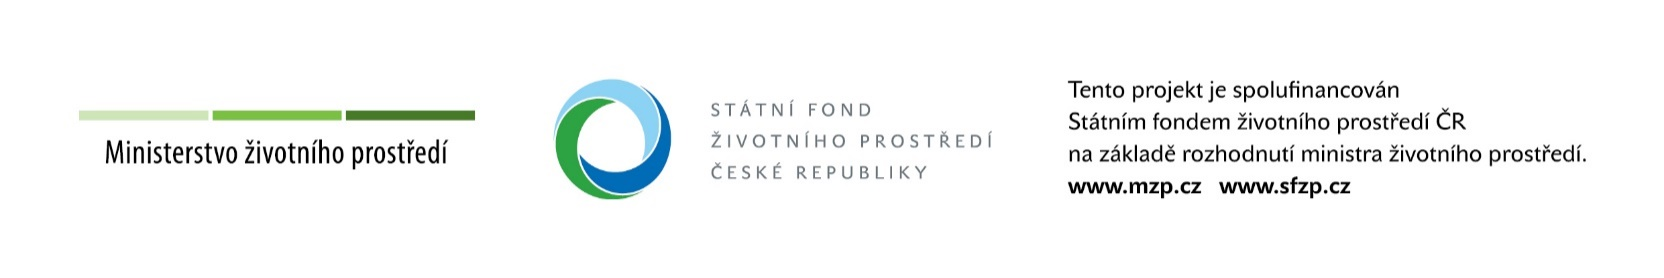 Ministerstvo životního prostředí
STÁTNÍ FOND
ŽIVOTNÍHO PROSTŘEDÍ
ČESKÉ REPUBLIKY
Tento projekt je spolufinancován
Státním fondem životního prostředí ČR
na základě rozhodnutí ministra životního prostředí.
www.mzp.cz www.sfzp.cz